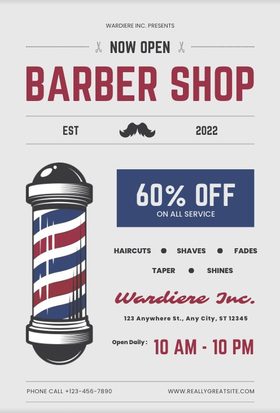 WARDIERE INC. PRESENTS
NOW OPEN
BARBER SHOP
EST 2022
60% OFF
ON ALL SERVICE
HAIRCUTS ● SHAVES ● FADES
TAPER ● SHINES
Wardiere Inc.
123 Anywhere St., Any City, ST 12345
Open Daily : 10 AM - 10 PM
PHONE CALL +123-456-7890 WWW.REALLYGREATSITE.COM